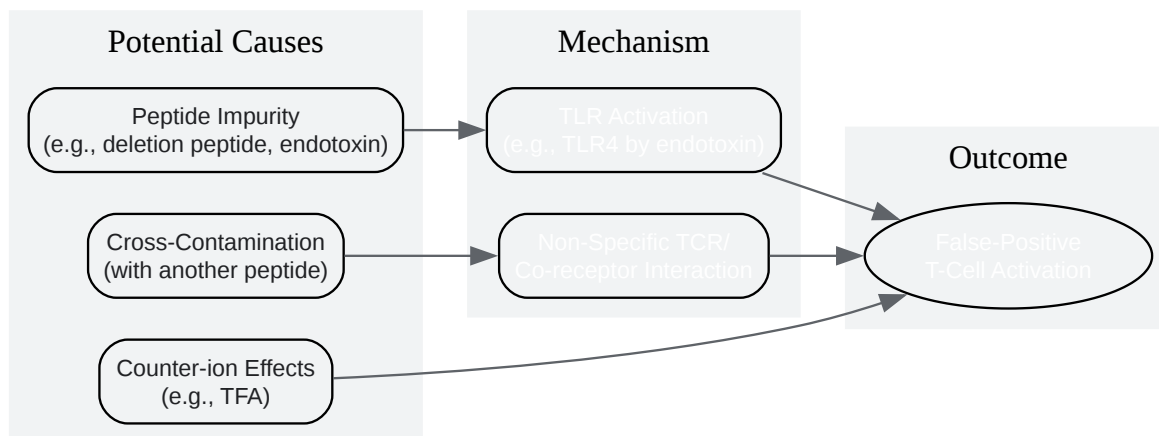 Potential Causes
Peptide Impurity
(e.g., deletion peptide, endotoxin)
Cross-Contamination
(with another peptide)
Counter-ion Effects
(e.g., TFA)
Mechanism
TLR Activation
(e.g., TLR4 by endotoxin)
Non-Specific TCR/
Co-receptor Interaction
Outcome
False-Positive
T-Cell Activation